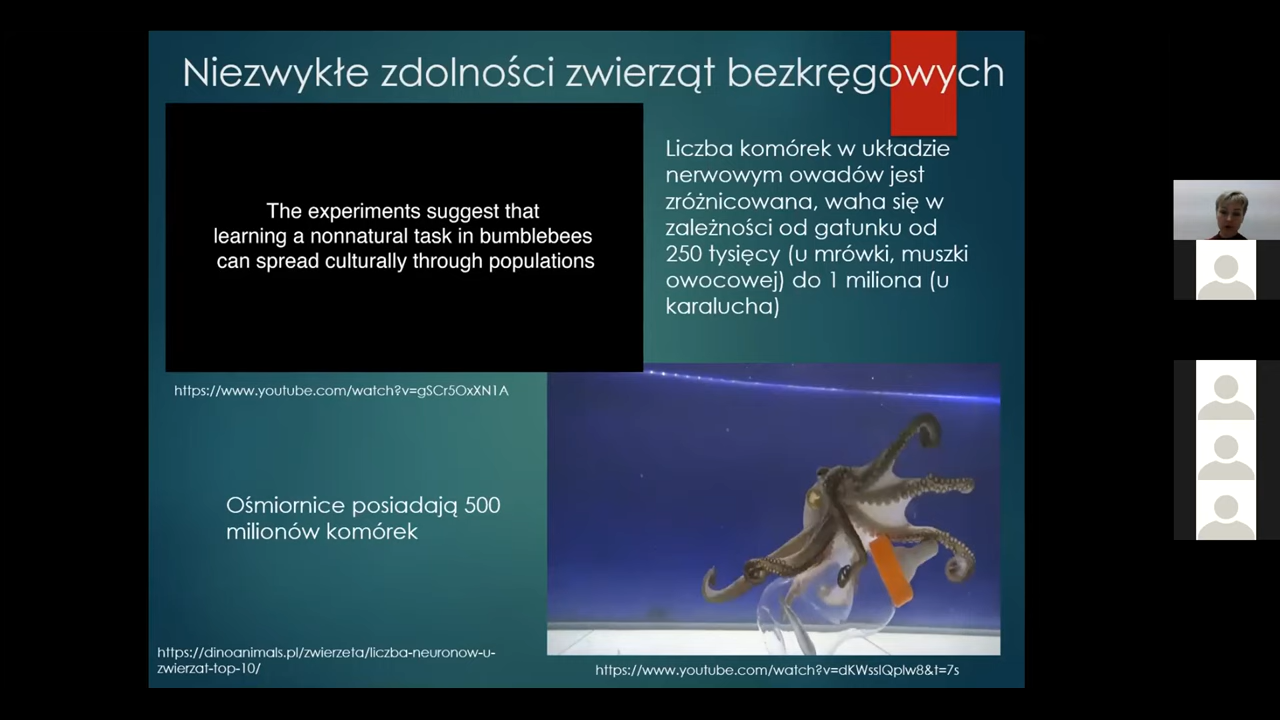 Niezwykłe zdolności zwierząt bezkręgowych
The experiments suggest that
learning a nonnatural task in bumblebees
can spread culturally through populations
https://www.youtube.com/watch?v=gSCr5OxXN1A
Liczba komórek w układzie
nerwowym owadów jest
zróżnicowana, waha się w
zależności od gatunku od
250 tysięcy (u mrówki, muszki
owocowej) do 1 miliona (u
karalucha)
Ośmiornice posiadają 500
milionów komórek
https://dinoanimals.pl/zwierzeta/liczba-neuronow-u-
zwierzat-top-10/
https://www.youtube.com/watch?v=dKWssIQpIw8&t=7s